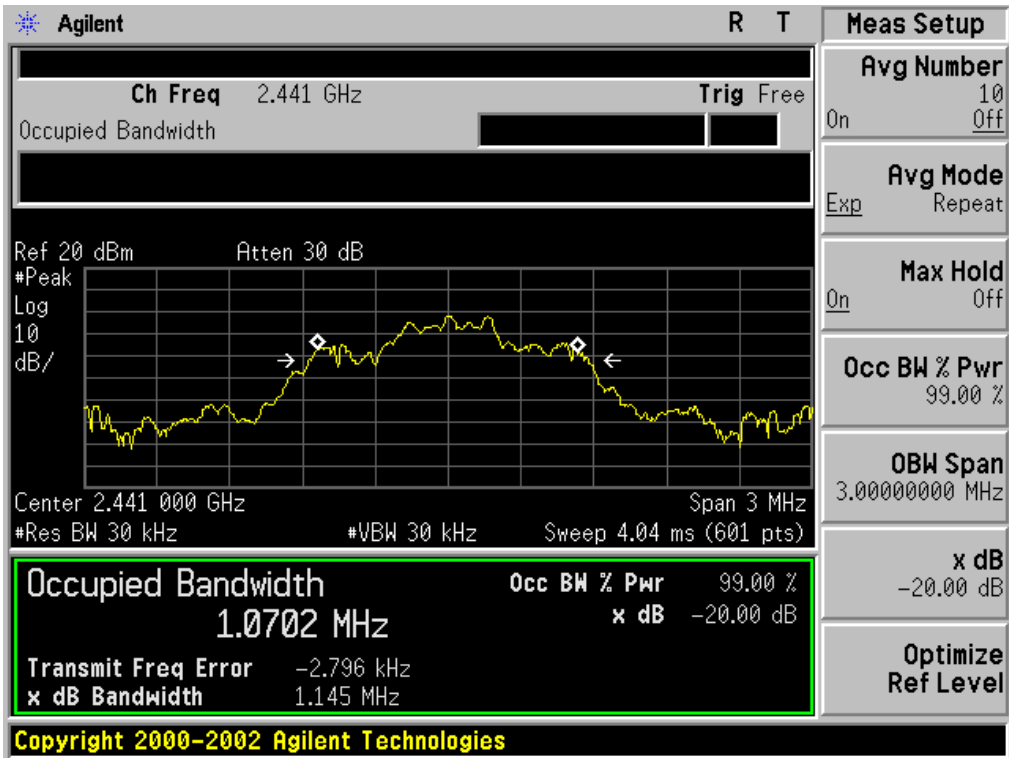 Agilent R T
Ch Freq 2.441 GHz Trig Free
Occupied Bandwidth
Ref 20 dBm Atten 30 dB
#Peak
Log
10
dB/
Center 2.441 000 GHz Span 3 MHz
#Res BW 30 kHz #VBW 30 kHz Sweep 4.04 ms (601 pts)
Occupied Bandwidth
1.0702 MHz
Occ BW % Pwr 99.00 %
x dB -20.00 dB
Transmit Freq Error -2.796 kHz
x dB Bandwidth 1.145 MHz
Copyright 2000-2002 Agilent Technologies
Meas Setup
Avg Number
10
On Off
Avg Mode
Exp Repeat
Max Hold
On Off
Occ BW % Pwr
99.00 %
OBW Span
3.00000000 MHz
x dB
-20.00 dB
Optimize
Ref Level